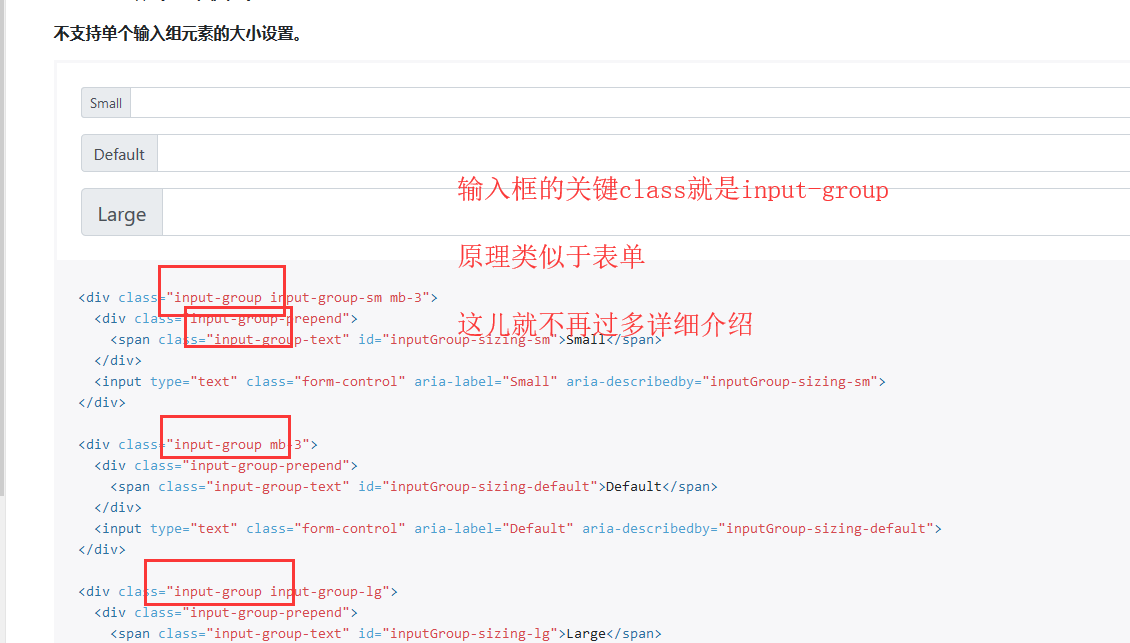 不支持单个输入组元素的大小设置。
Small
Default
Large
输入框的关键class就是input-group
原理类似于表单
这儿就不再过多详细介绍
<div class="input-group input-group-sm mb-3">
<div class="input-group-prepend">
<span class="input-group-text" id="inputGroup-sizing-sm">Small</span>
</div>
<input type="text" class="form-control" aria-label="Small" aria-describedby="inputGroup-sizing-sm">
</div>
<div class="input-group mb-3">
<div class="input-group-prepend">
<span class="input-group-text" id="inputGroup-sizing-default">Default</span>
</div>
<input type="text" class="form-control" aria-label="Default" aria-describedby="inputGroup-sizing-default">
</div>
<div class="input-group input-group-lg">
<div class="input-group-prepend">
<span class="input-group-text" id="inputGroup-sizing-lg">Large</span>